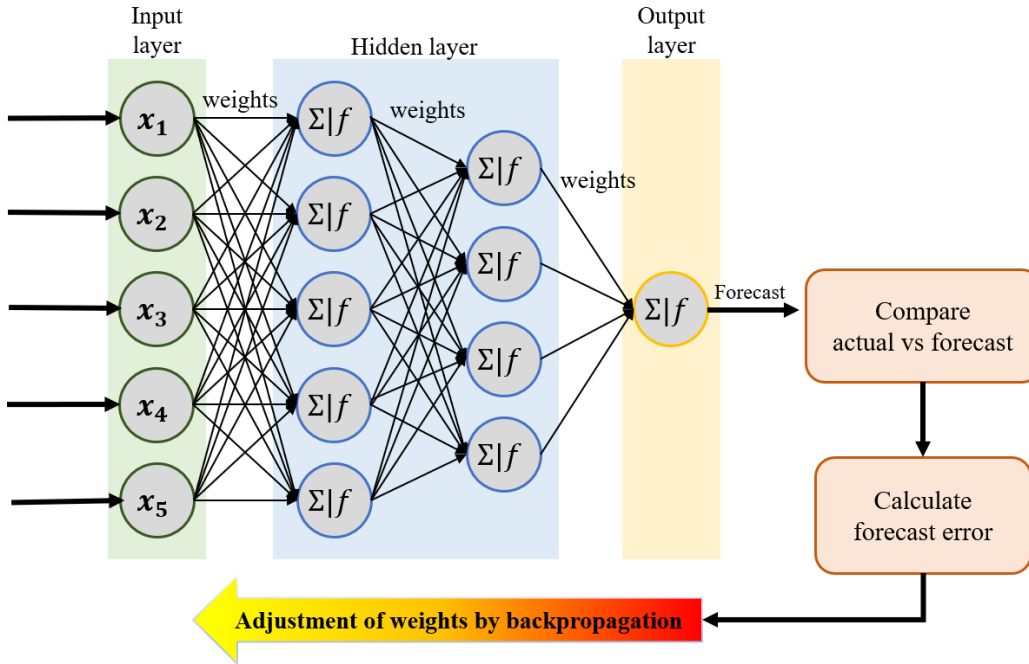 Input
layer
Hidden layer
Output
layer
weights
weights
weights
x₁
x₂
x₃
x₄
x₅
Σ|f
Σ|f
Σ|f
Σ|f
Σ|f
Σ|f
Σ|f
Σ|f
Σ|f
Σ|f
Forecast
Compare
actual vs forecast
Calculate
forecast error
Adjustment of weights by backpropagation